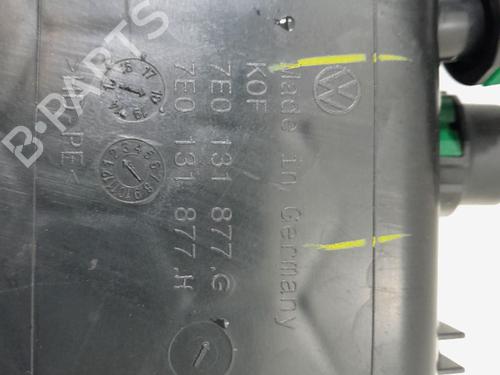 Made in Germany
KOF
7E0 131 877.G
7E0 131 877.H
PE<
B-PARTS